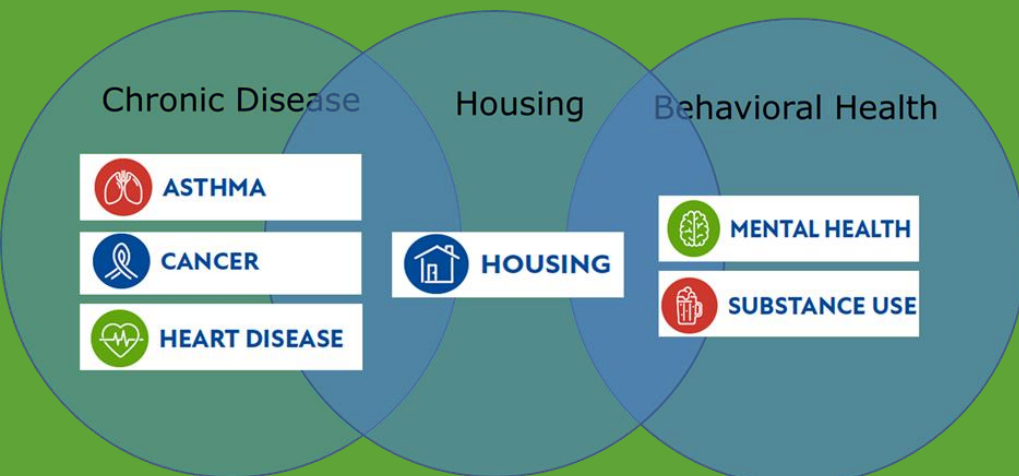 Chronic Disease
Housing
Behavioral Health
ASTHMA
CANCER
HEART DISEASE
HOUSING
MENTAL HEALTH
SUBSTANCE USE